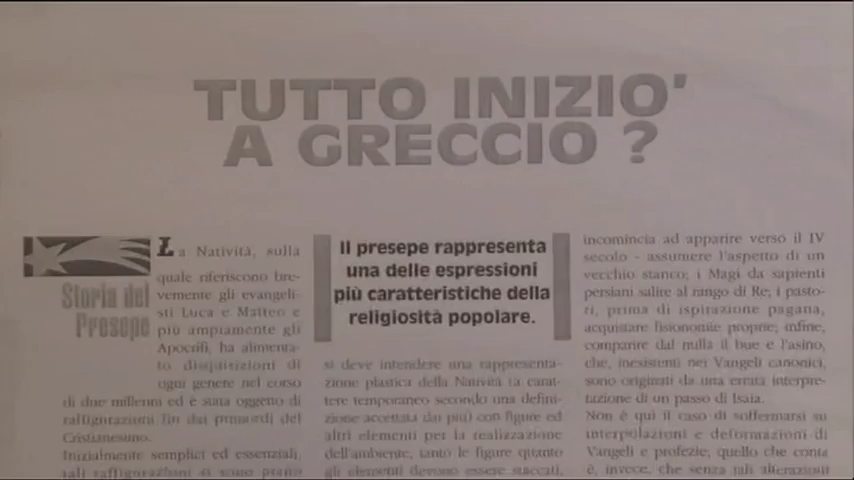 TUTTO INIZIO'
A GRECCIO ?
Storia del
Presepe
La Natività, sulla
quale riferiscono bre-
vemente gli evangeli-
sti Luca e Matteo e
più ampiamente gli
Apocrifi, ha alimenta-
to disquisizioni di
ogni genere nel corso
di due millenni ed è stata oggetto di
raffigurazioni fin dai primordi del
Cristianesimo.
Inizialmente semplici ed essenziali,
tali raffigurazioni si sono
Il presepe rappresenta
una delle espressioni
più caratteristiche della
religiosità popolare.
si deve intendere una rappresenta-
zione plastica della Natività (a carat-
tere temporaneo secondo una defini-
zione accettata dai più) con figure ed
altri elementi per la realizzazione
dell'ambiente, tanto le figure quanto
gli elementi devono essere staccati,
incomincia ad apparire verso il IV
secolo - assumere l'aspetto di un
vecchio stanco; i Magi da sapienti
persiani salire al rango di Re; i pasto-
ri, prima di ispirazione pagana,
acquistare fisionomie proprie; infine,
comparire dal nulla il bue e l'asino,
che, inesistenti nei Vangeli canonici,
sono originati da una errata interpre-
tazione di un passo di Isaia.
Non è qui il caso di soffermarsi su
interpolazioni e deformazioni di
Vangeli e profezie; quello che conta
è, invece, che senza tali alterazioni